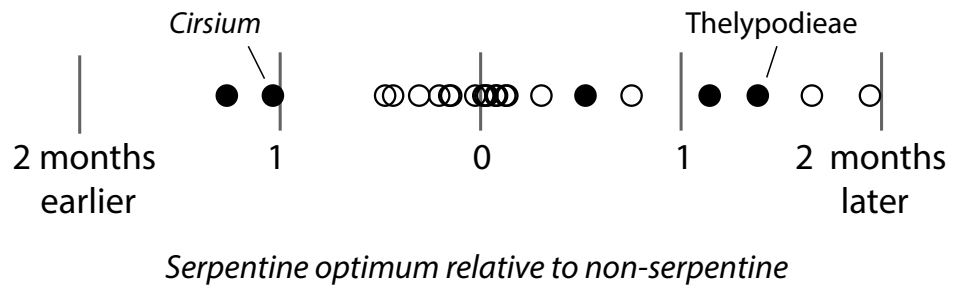 Cirsium Thelypodieae
2 months 1 0 1 2 months
earlier later
Serpentine optimum relative to non-serpentine